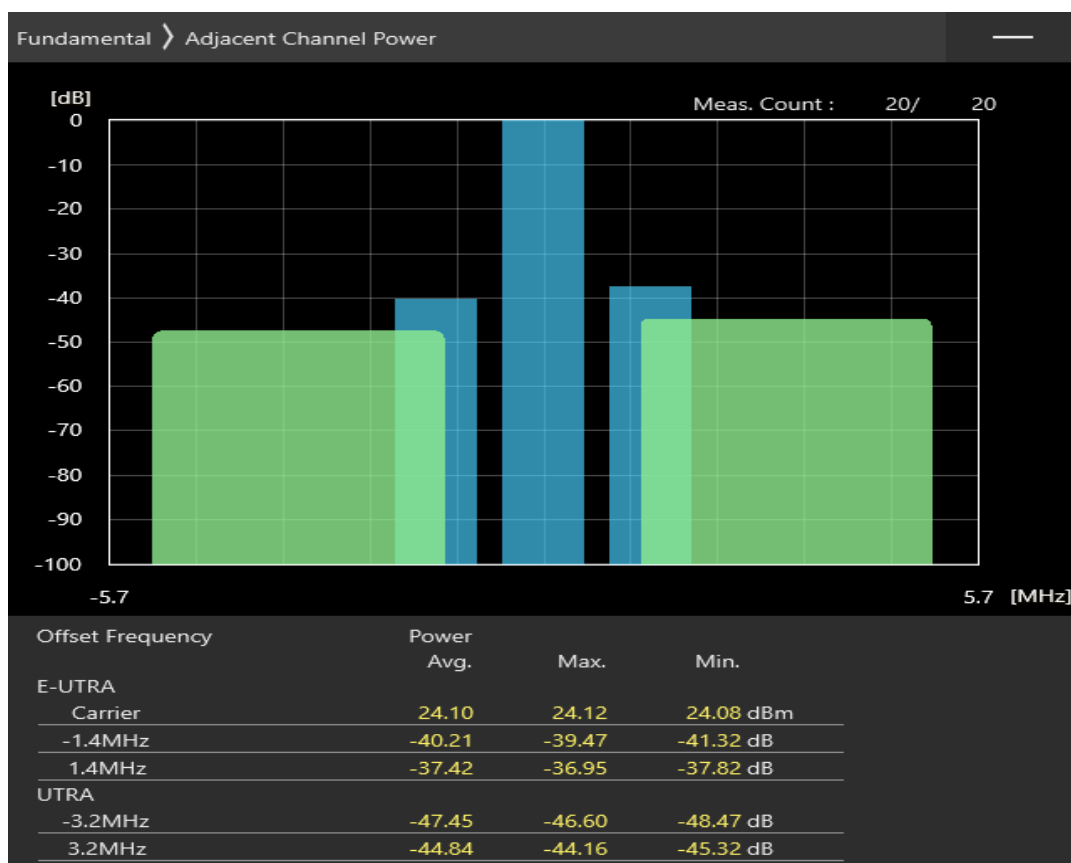 Fundamental ❯ Adjacent Channel Power
[dB]
Meas. Count : 20/ 20
0
-10
-20
-30
-40
-50
-60
-70
-80
-90
-100
-5.7 5.7 [MHz]
Offset Frequency Power
Avg. Max. Min.
E-UTRA
Carrier 24.10 24.12 24.08 dBm
-1.4MHz -40.21 -39.47 -41.32 dB
1.4MHz -37.42 -36.95 -37.82 dB
UTRA
-3.2MHz -47.45 -46.60 -48.47 dB
3.2MHz -44.84 -44.16 -45.32 dB